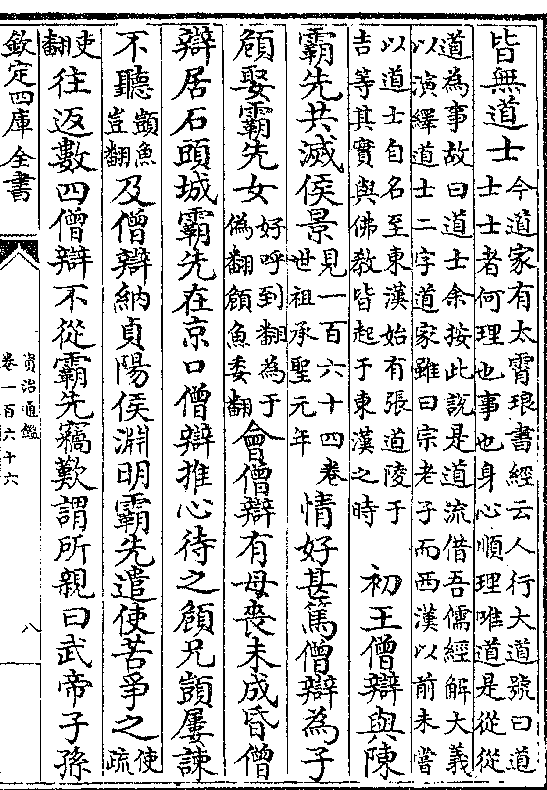 皆無道士今道家有太霄琅書經云人行大道號曰道
士士者何理也事也身心順理唯道是從從
道為事故曰道士余按此說是道流借吾儒經解大義
以演繹道士二字道家雖曰宗老子而西漢以前未嘗
以道士自名至東漢始有張道陵于
吉等其實與佛教皆起于東漢之時
初王僧辯與陳
霸先共滅侯景
見一百六十四卷
世祖承聖元年
情好甚篤僧辯為子
頠娶霸先女
好呼到翻為于
偽翻頠魚委翻
會僧辯有母喪未成昏僧
辯居石頭城霸先在京口僧辯推心待之頠兄顗屢諫
不聽
顗魚
豈翻
及僧辯納貞陽侯淵明霸先遣使苦爭之
使
疏
吏
翻
往返數四僧辯不從霸先竊歎謂所親曰武帝子孫
欽定四庫全書
資治通鑑
卷一百六十六
八